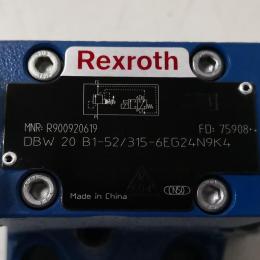 Rexroth
MNR: R900920619 FD: 75908
DBW 20 B1-52/315-6EG24N9K4
Made in China